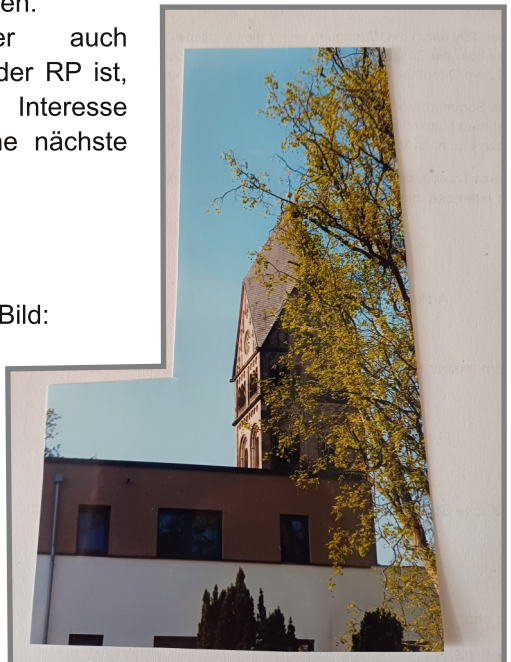 en.
er auch
der RP ist,
Interesse
ne nächste
Bild: